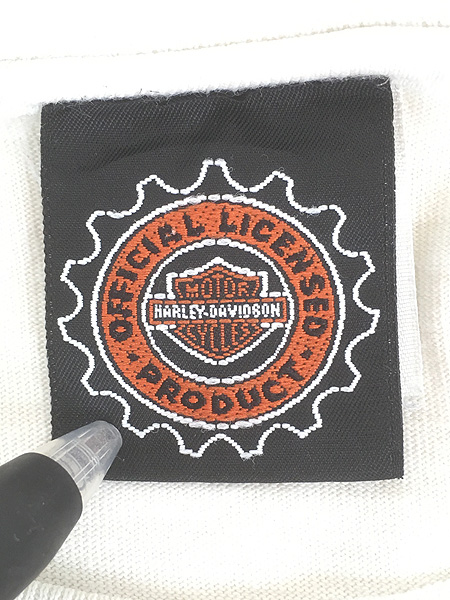 OFFICIAL LICENSED
MOTOR
HARLEY-DAVIDSON
CYCLES
• PRODUCT •